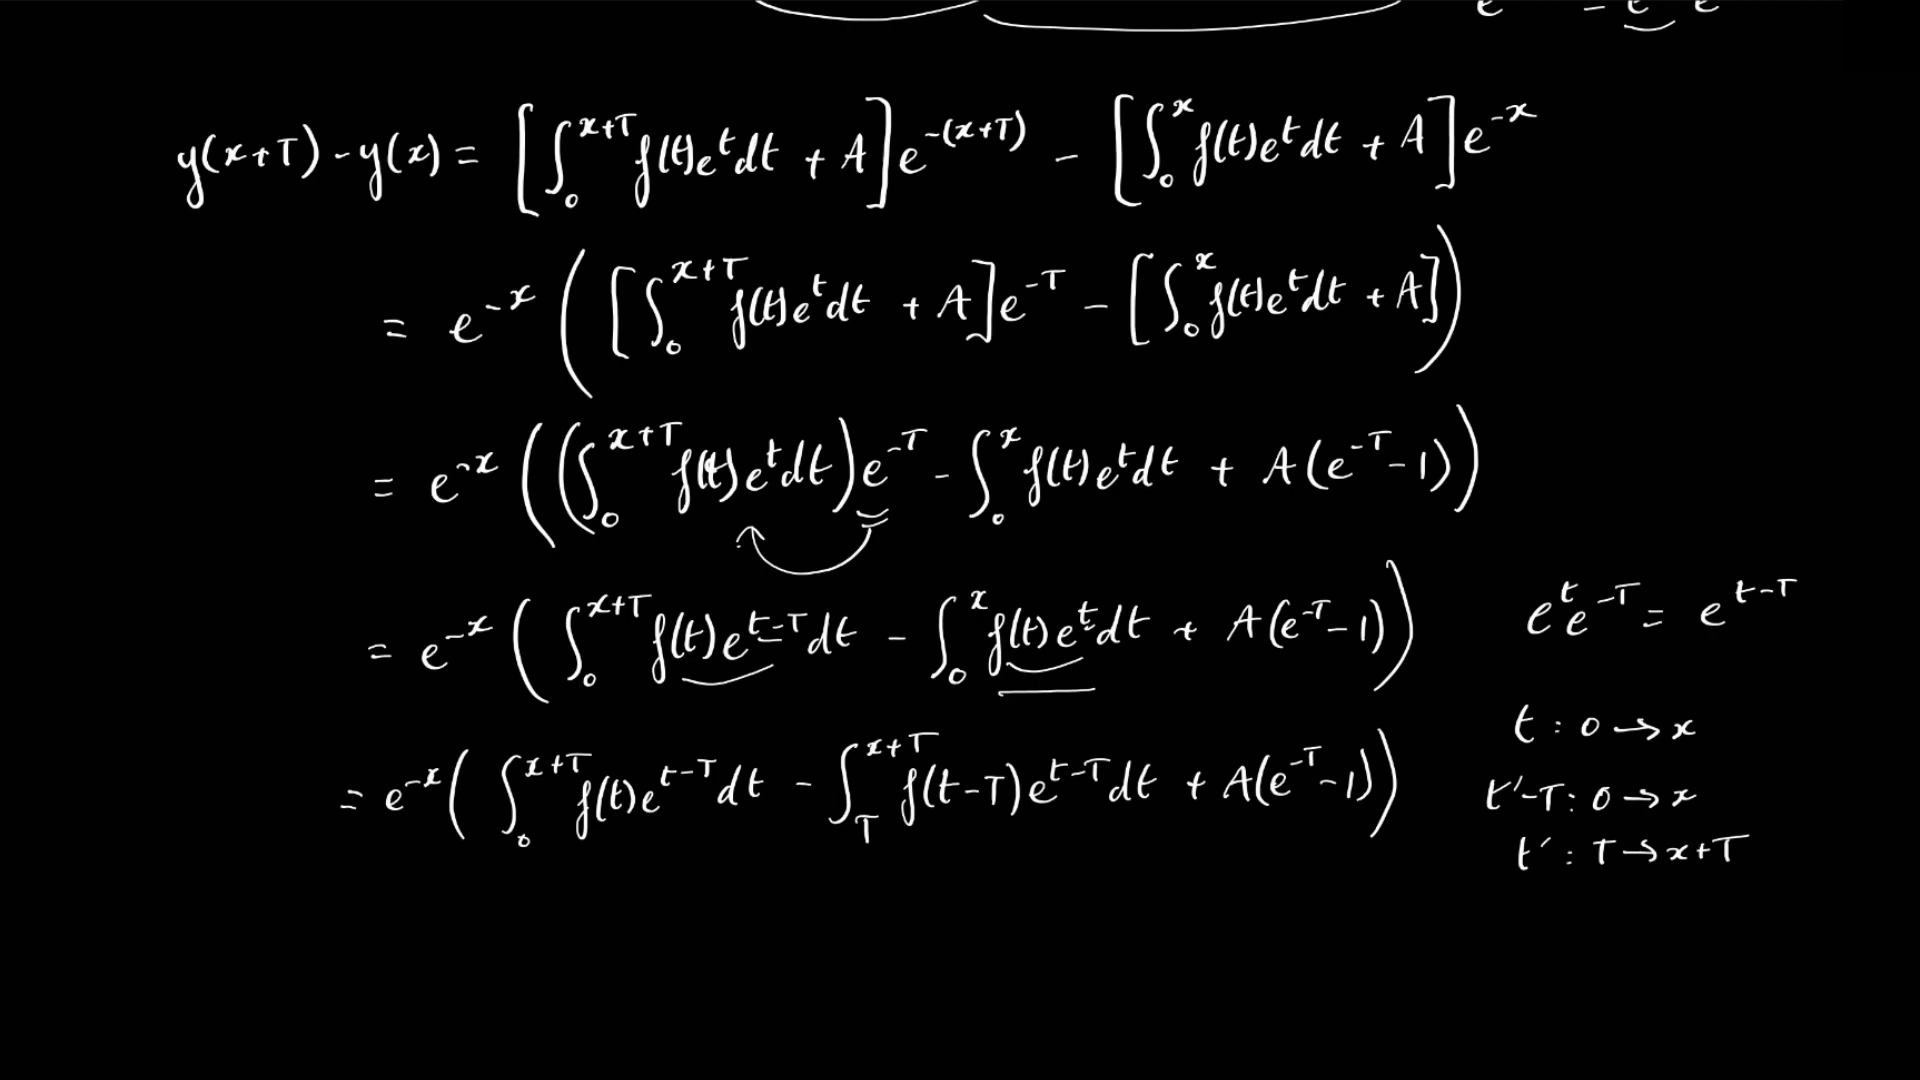 e = e e
y(x+T) - y(x) = [∫₀^{x+T} f(t)e^t dt + A] e^{-(x+T)} - [∫₀^x f(t)e^t dt + A] e^{-x}
= e^{-x} ([∫₀^{x+T} f(t)e^t dt + A] e^{-T} - [∫₀^x f(t)e^t dt + A])
= e^{-x} ((∫₀^{x+T} f(t)e^t dt) e^{-T} - ∫₀^x f(t)e^t dt + A(e^{-T} - 1))
= e^{-x} (∫₀^{x+T} f(t)e^{t-T} dt - ∫₀^x f(t)e^t dt + A(e^{-T} - 1))
e^t e^{-T} = e^{t-T}
t : 0 → x
= e^{-x} (∫₀^{x+T} f(t)e^{t-T} dt - ∫_T^{x+T} f(t-T)e^{t-T} dt + A(e^{-T} - 1))
t'-T : 0 → x
t' : T → x+T